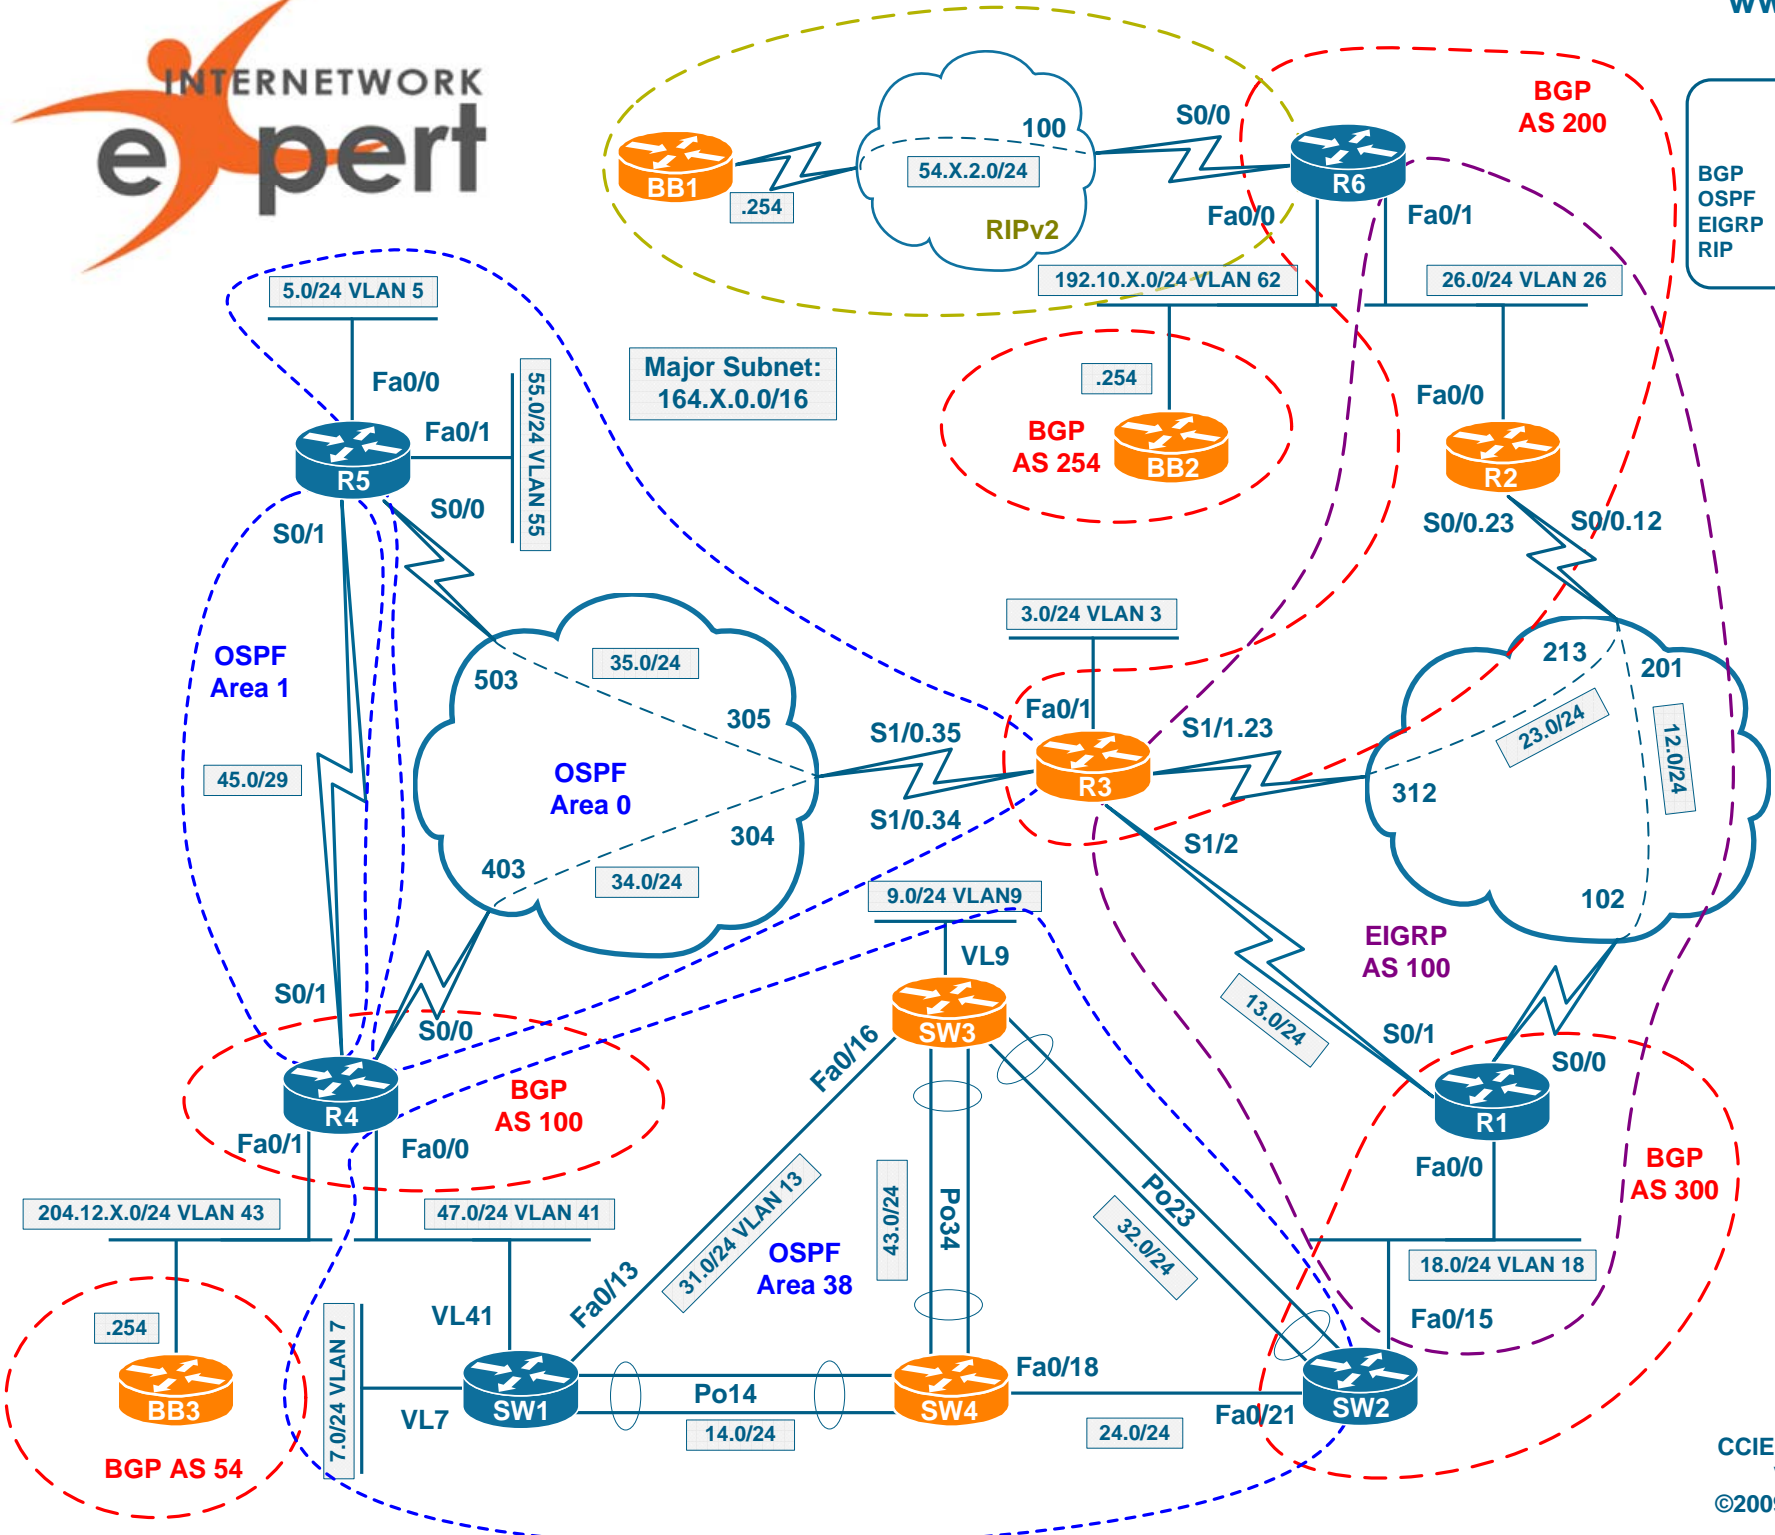 WW
INTERNETWORK
expert
BGP
AS 200
BGP
OSPF
EIGRP
RIP
S0/0
100
54.X.2.0/24
BB1
.254
RIPv2
R6
Fa0/0
Fa0/1
192.10.X.0/24 VLAN 62
26.0/24 VLAN 26
5.0/24 VLAN 5
Fa0/0
Major Subnet:
164.X.0.0/16
.254
Fa0/0
BGP
AS 254
BB2
R2
55.0/24 VLAN 55
Fa0/1
R5
S0/0
S0/1
S0/0.23
S0/0.12
3.0/24 VLAN 3
OSPF
Area 1
503
35.0/24
305
213
201
Fa0/1
S1/0.35
S1/1.23
23.0/24
12.0/24
45.0/29
OSPF
Area 0
R3
312
S1/0.34
304
S1/2
403
34.0/24
9.0/24 VLAN9
102
EIGRP
AS 100
VL9
S0/1
S0/0
SW3
Fa0/16
13.0/24
S0/1
S0/0
R4
BGP
AS 100
R1
Fa0/1
Fa0/0
Fa0/0
BGP
AS 300
204.12.X.0/24 VLAN 43
47.0/24 VLAN 41
31.0/24 VLAN 13
43.0/24
Po34
Po23
32.0/24
OSPF
Area 38
18.0/24 VLAN 18
Fa0/13
VL41
.254
7.0/24 VLAN 7
Fa0/15
BB3
VL7
SW1
Po14
14.0/24
SW4
Fa0/18
24.0/24
Fa0/21
SW2
BGP AS 54
CCIE
©2009